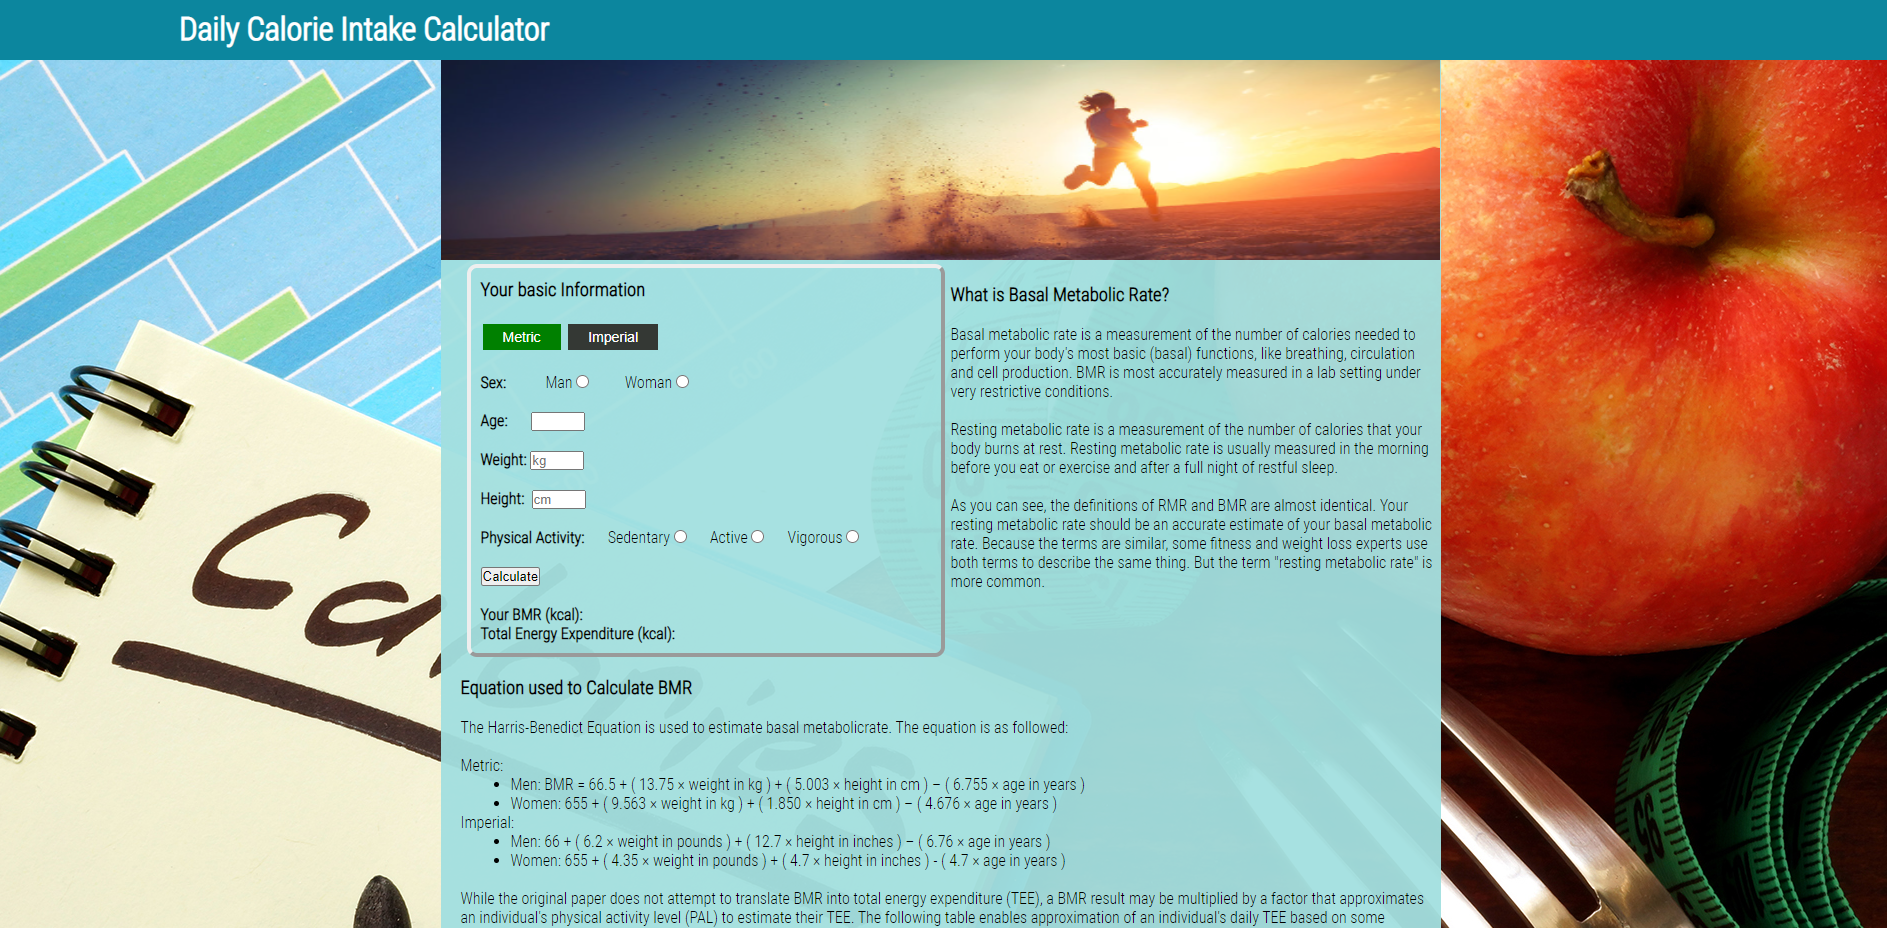 Daily Calorie Intake Calculator
Your basic Information
Metric Imperial
Sex: Man Woman
Age:
Weight: kg
Height: cm
Physical Activity: Sedentary Active Vigorous
Calculate
Your BMR (kcal):
Total Energy Expenditure (kcal):
What is Basal Metabolic Rate?
Basal metabolic rate is a measurement of the number of calories needed to
perform your body's most basic (basal) functions, like breathing, circulation
and cell production. BMR is most accurately measured in a lab setting under
very restrictive conditions.
Resting metabolic rate is a measurement of the number of calories that your
body burns at rest. Resting metabolic rate is usually measured in the morning
before you eat or exercise and after a full night of restful sleep.
As you can see, the definitions of RMR and BMR are almost identical. Your
resting metabolic rate should be an accurate estimate of your basal metabolic
rate. Because the terms are similar, some fitness and weight loss experts use
both terms to describe the same thing. But the term "resting metabolic rate" is
more common.
Equation used to Calculate BMR
The Harris-Benedict Equation is used to estimate basal metabolicrate. The equation is as followed:
Metric:
• Men: BMR = 66.5 + ( 13.75 × weight in kg ) + ( 5.003 × height in cm ) – ( 6.755 × age in years )
• Women: 655 + ( 9.563 × weight in kg ) + ( 1.850 × height in cm ) – ( 4.676 × age in years )
Imperial:
• Men: 66 + ( 6.2 × weight in pounds ) + ( 12.7 × height in inches ) – ( 6.76 × age in years )
• Women: 655 + ( 4.35 × weight in pounds ) + ( 4.7 × height in inches ) - ( 4.7 × age in years )
While the original paper does not attempt to translate BMR into total energy expenditure (TEE), a BMR result may be multiplied by a factor that approximates
an individual's physical activity level (PAL) to estimate their TEE. The following table enables approximation of an individual's daily TEE based on some
Calories
95